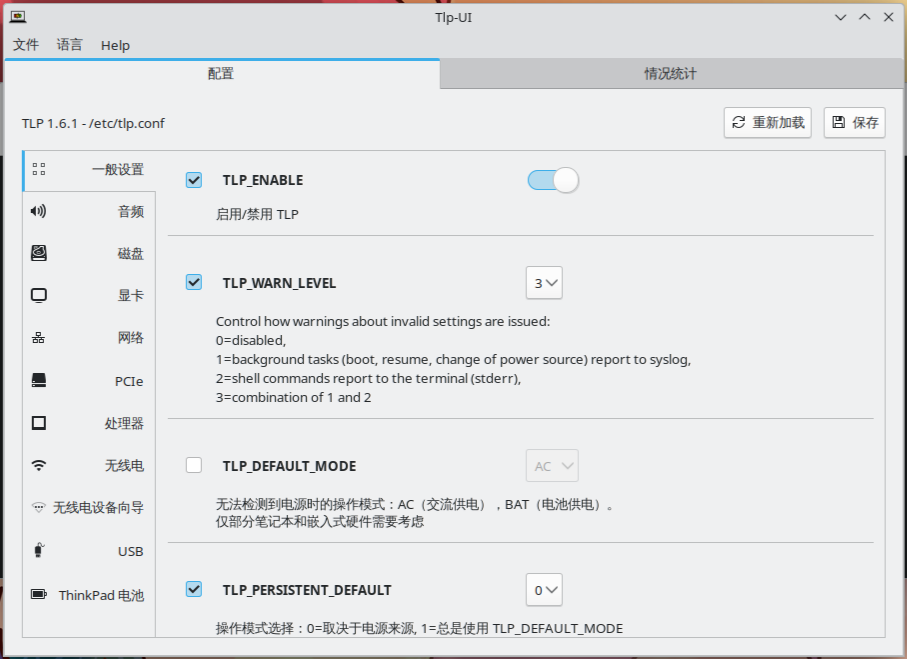 Tlp-UI
文件 语言 Help
配置 情况统计
TLP 1.6.1 - /etc/tlp.conf 重新加载 保存
一般设置
音频
磁盘
显卡
网络
PCIe
处理器
无线电
无线电设备向导
USB
ThinkPad 电池
TLP_ENABLE
启用/禁用 TLP
TLP_WARN_LEVEL 3
Control how warnings about invalid settings are issued:
0=disabled,
1=background tasks (boot, resume, change of power source) report to syslog,
2=shell commands report to the terminal (stderr),
3=combination of 1 and 2
TLP_DEFAULT_MODE AC
无法检测到电源时的操作模式：AC（交流供电），BAT（电池供电）。
仅部分笔记本和嵌入式硬件需要考虑
TLP_PERSISTENT_DEFAULT 0
操作模式选择：0=取决于电源来源, 1=总是使用 TLP_DEFAULT_MODE